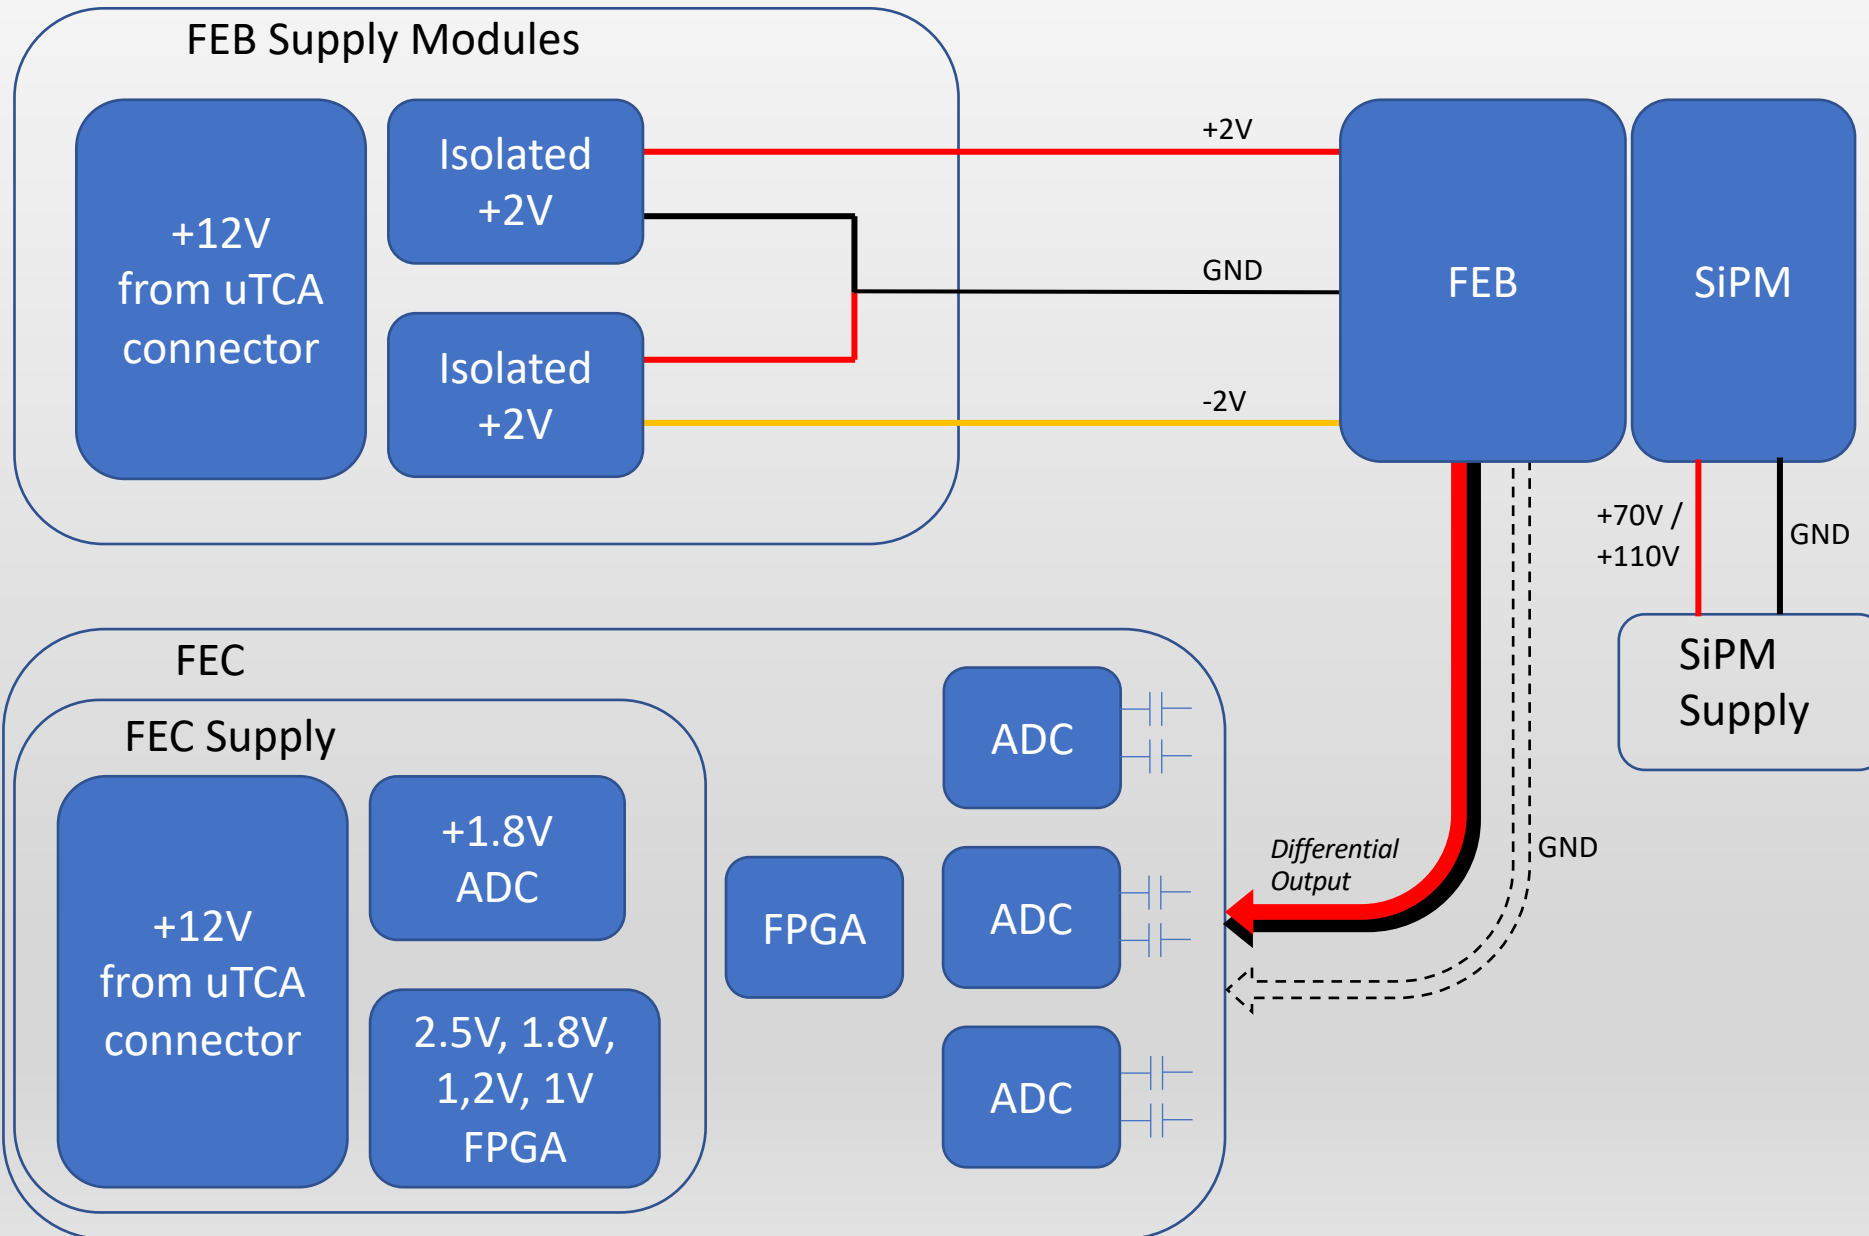 FEB Supply Modules
+12V
from uTCA
connector
Isolated
+2V
Isolated
+2V
+2V
GND
-2V
FEB
SiPM
+70V /
+110V
GND
SiPM
Supply
FEC
FEC Supply
+12V
from uTCA
connector
+1.8V
ADC
2.5V, 1.8V,
1,2V, 1V
FPGA
FPGA
ADC
ADC
ADC
Differential
Output
GND